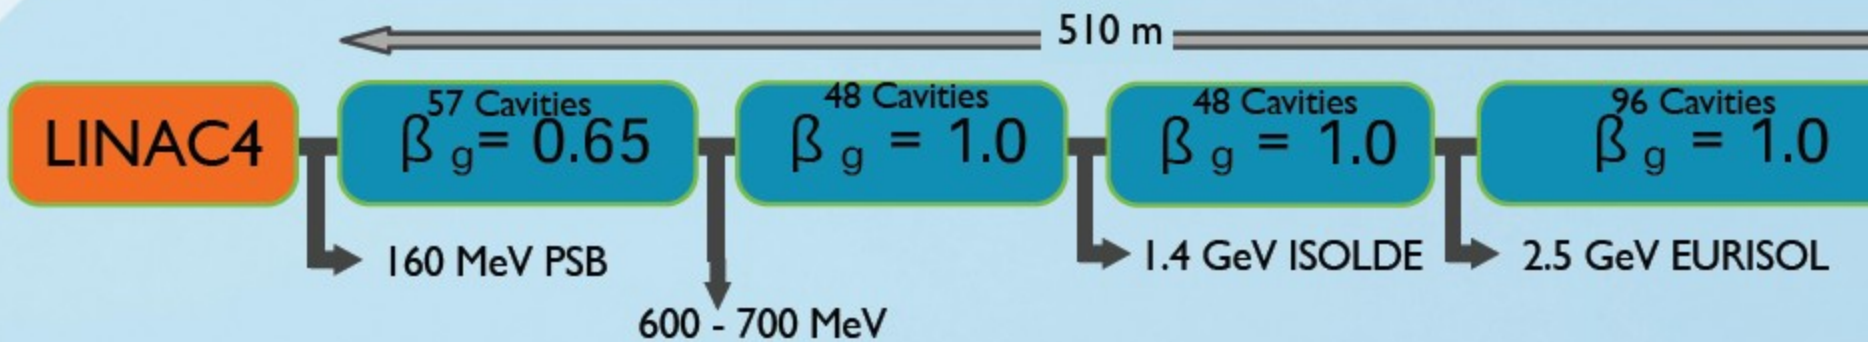 510 m
57 Cavities
48 Cavities
48 Cavities
96 Cavities
LINAC4
β g = 0.65
β g = 1.0
β g = 1.0
β g = 1.0
160 MeV PSB
1.4 GeV ISOLDE
2.5 GeV EURISOL
600 - 700 MeV